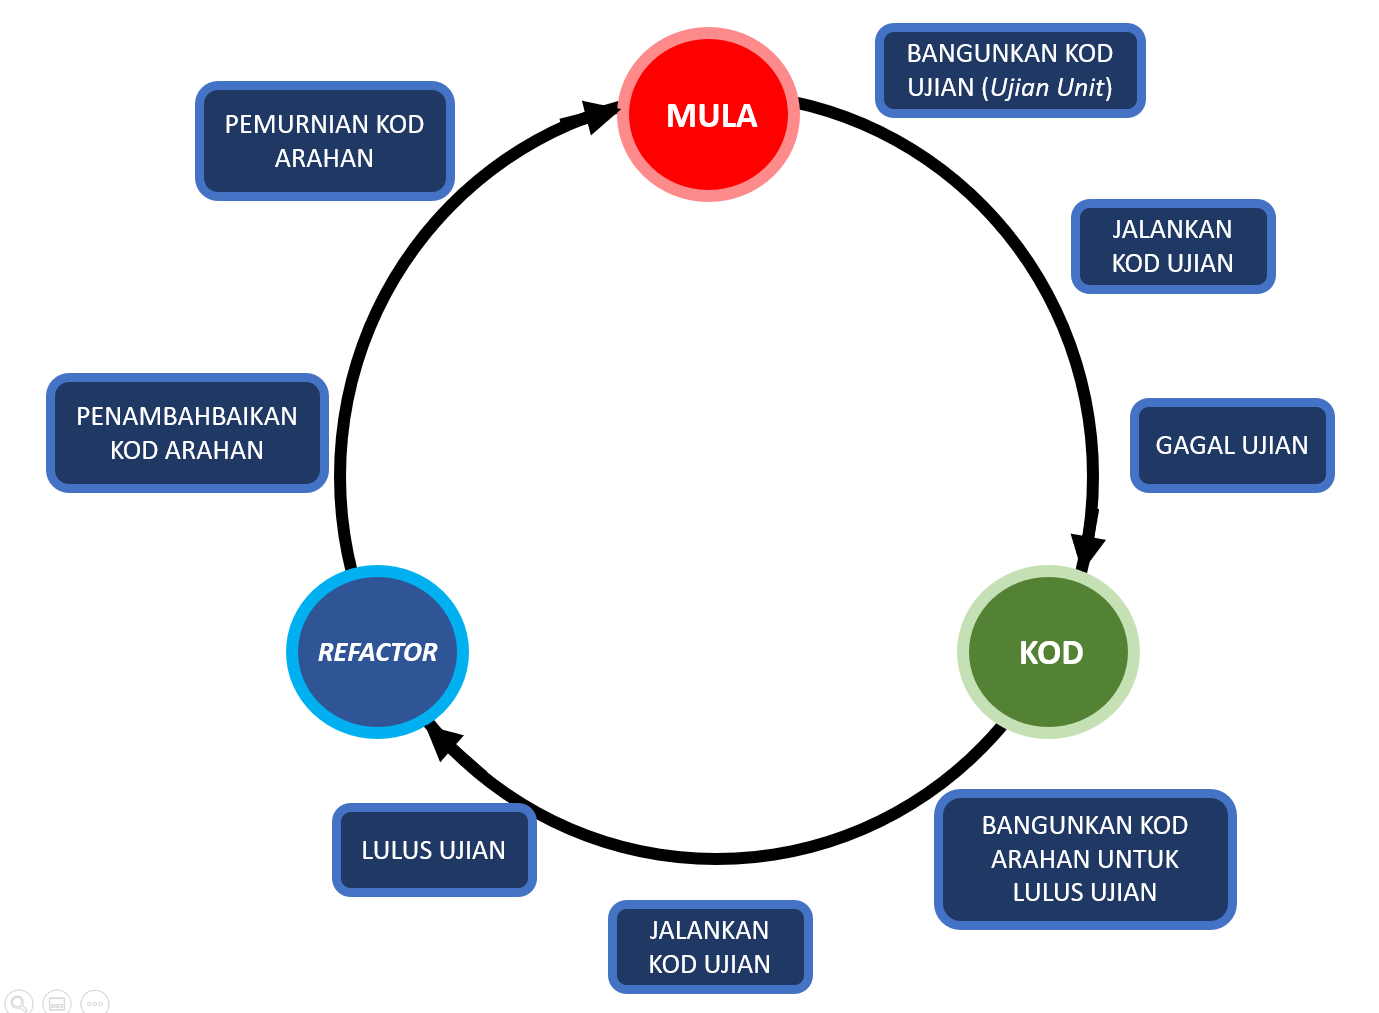 MULA
BANGUNKAN KOD
UJIAN (Ujian Unit)
JALANKAN
KOD UJIAN
GAGAL UJIAN
KOD
BANGUNKAN KOD
ARAHAN UNTUK
LULUS UJIAN
JALANKAN
KOD UJIAN
LULUS UJIAN
REFACTOR
PENAMBAHBAIKAN
KOD ARAHAN
PEMURNIAN KOD
ARAHAN